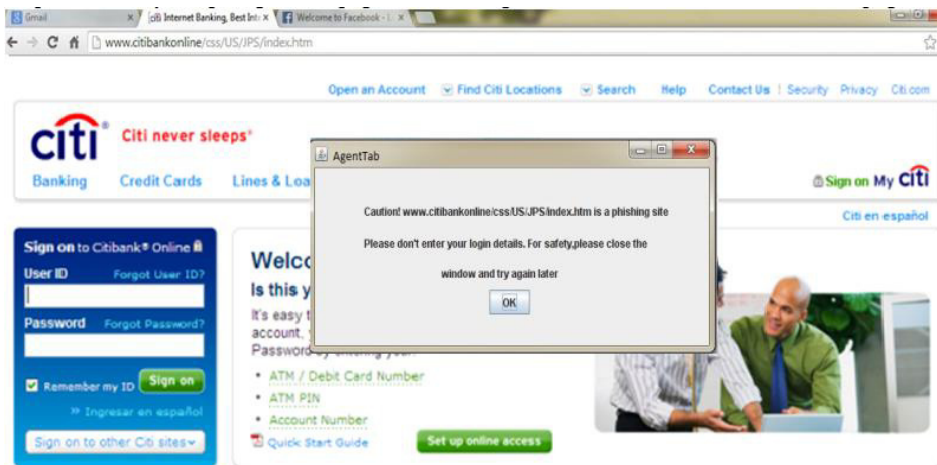 Gmail
citi Internet Banking, Best Inte
Welcome to Facebook - L
www.citibankonline/css/US/JPS/index.htm
Open an Account Find Citi Locations Search Help Contact Us | Security Privacy Citi.com
citi® Citi never sleeps®
Banking Credit Cards Lines & Loa
Sign on My citi
Citi en español
AgentTab
Caution! www.citibankonline/css/US/JPS/index.htm is a phishing site
Please don't enter your login details. For safety,please close the
window and try again later
OK
Sign on to Citibank® Online
User ID Forgot User ID?
Password Forgot Password?
Remember my ID Sign on
» Ingresar en español
Sign on to other Citi sites
Welco
Is this y
It's easy t
account,
Password by entering your:
• ATM / Debit Card Number
• ATM PIN
• Account Number
Quick Start Guide
Set up online access